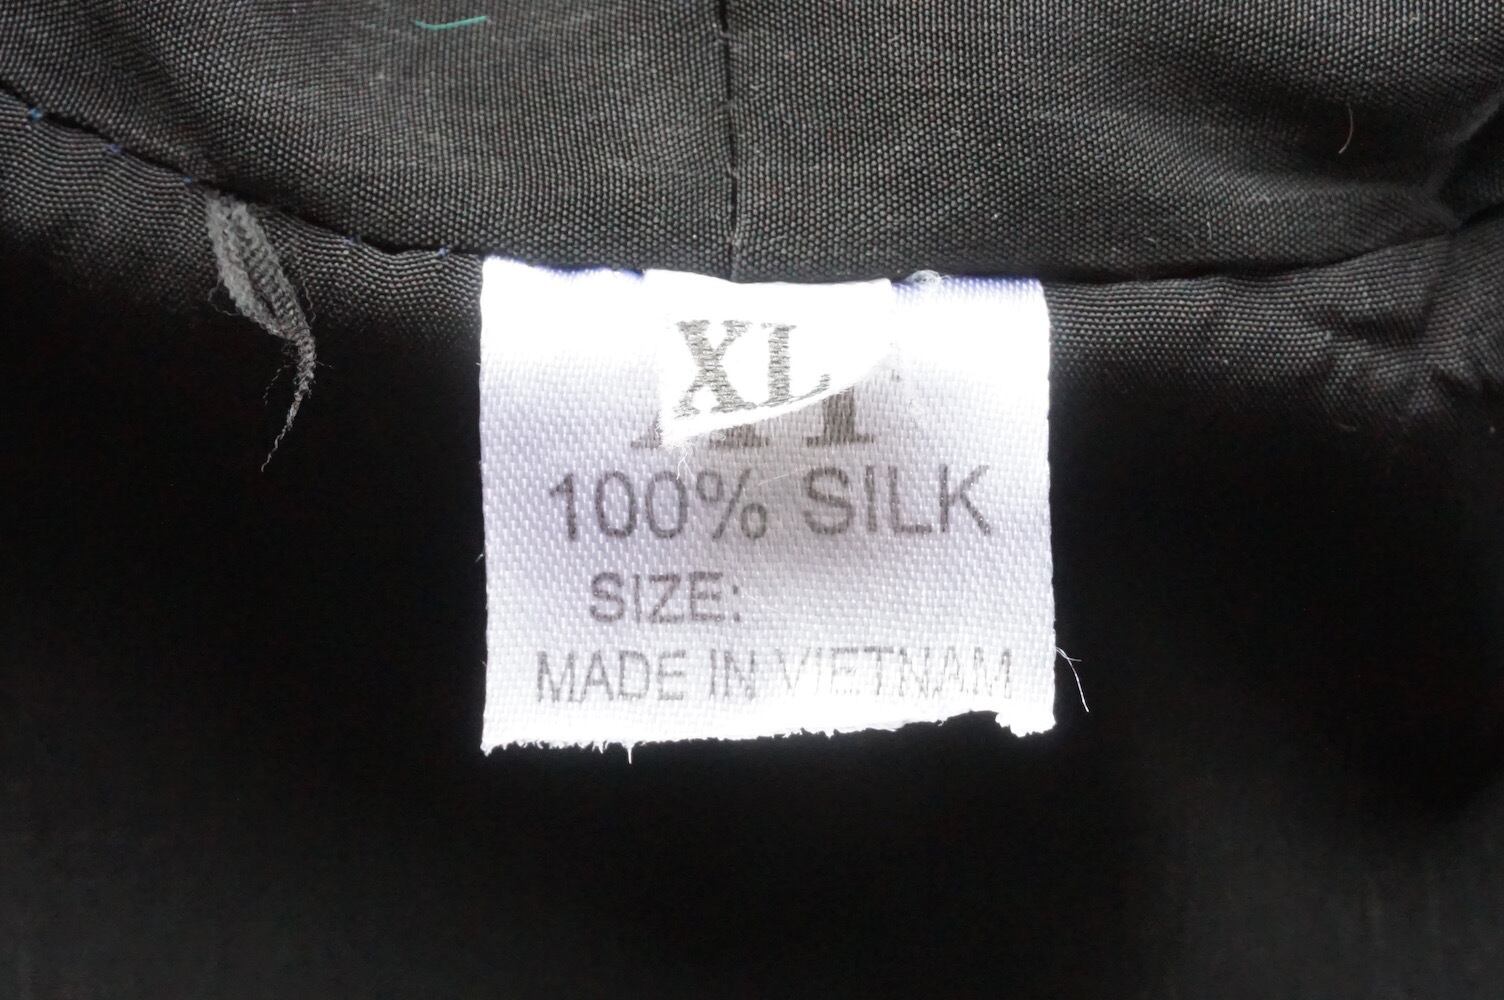 XL
100% SILK
SIZE:
MADE IN VIETNAM